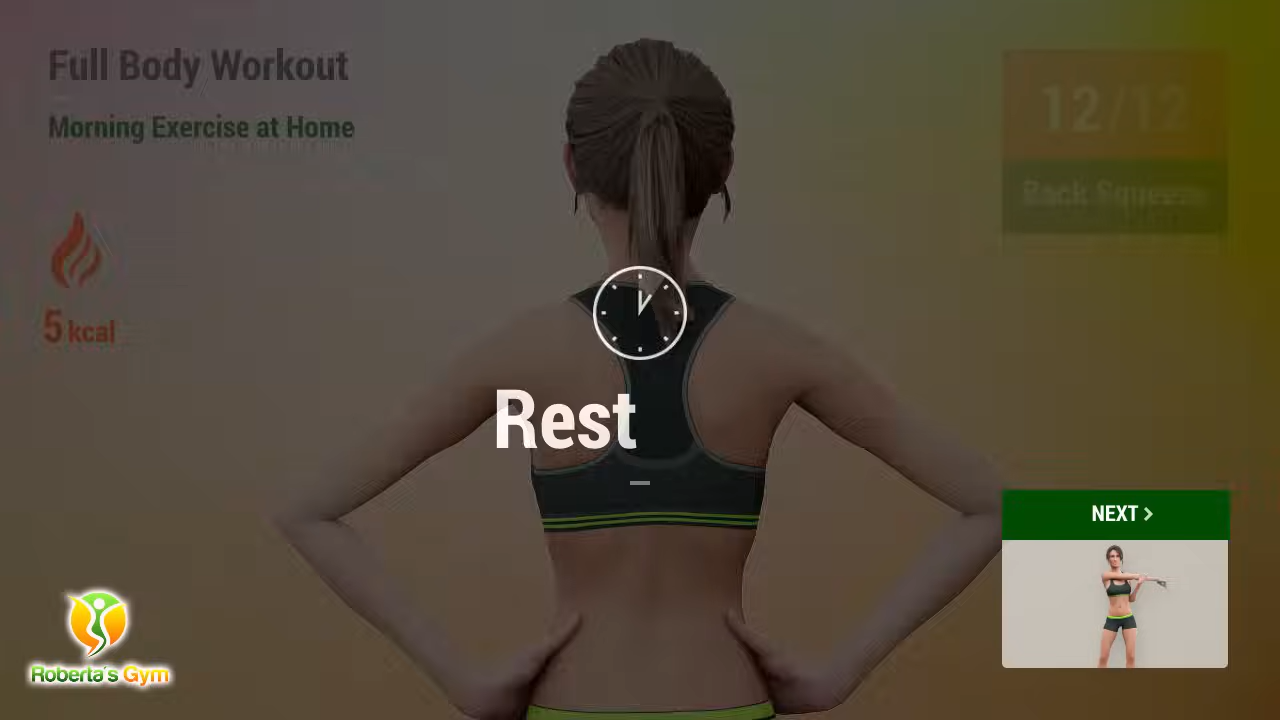 Full Body Workout
Morning Exercise at Home
12/12
Back Squeeze
5 kcal
Rest
NEXT >
Roberta's Gym